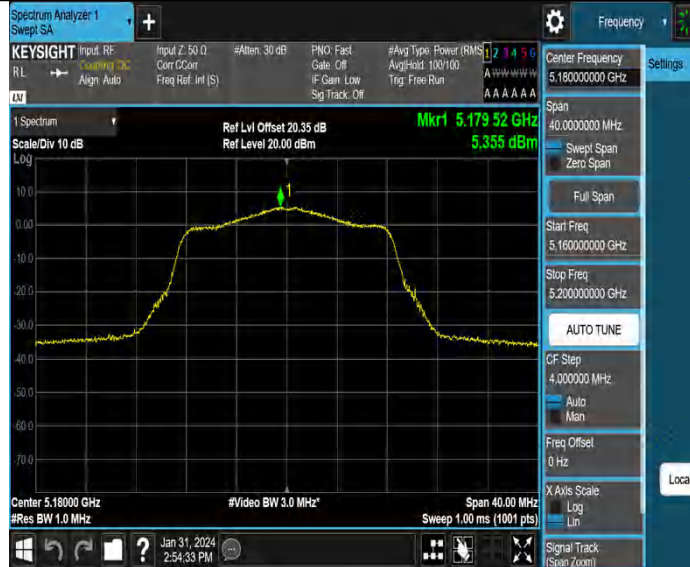 Spectrum Analyzer 1
Swept SA
+
Frequency
KEYSIGHT
RL
Input: RF
Coupling: DC
Align: Auto
Input Z: 50 Ω
Corr CCorr
Freq Ref: Int (S)
#Atten: 30 dB
PNO: Fast
Gate: Off
IF Gain: Low
Sig Track: Off
#Avg Type: Power (RMS
Avg|Hold: 100/100
Trig: Free Run
1 2 3 4 5 6
A W W W W W
A A A A A A
LXI
1 Spectrum
Scale/Div 10 dB
Ref Lvl Offset 20.35 dB
Ref Level 20.00 dBm
Mkr1 5.179 52 GHz
5.355 dBm
Log
1
10.0
0.00
-10.0
-20.0
-30.0
-40.0
-50.0
-60.0
-70.0
Center 5.18000 GHz
#Res BW 1.0 MHz
#Video BW 3.0 MHz*
Span 40.00 MHz
Sweep 1.00 ms (1001 pts)
?
Jan 31, 2024
2:54:33 PM
Center Frequency
5.180000000 GHz
Settings
Span
40.0000000 MHz
Swept Span
Zero Span
Full Span
Start Freq
5.160000000 GHz
Stop Freq
5.200000000 GHz
AUTO TUNE
CF Step
4.000000 MHz
Auto
Man
Freq Offset
0 Hz
X Axis Scale
Log
Lin
Signal Track
(Span Zoom)
Loca